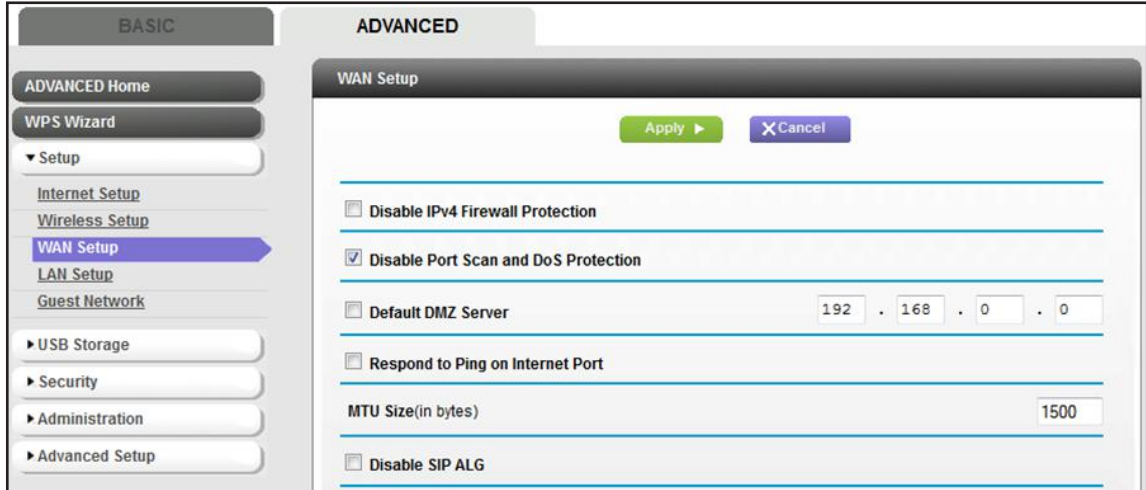 BASIC
ADVANCED
ADVANCED Home
WPS Wizard
Setup
Internet Setup
Wireless Setup
WAN Setup
LAN Setup
Guest Network
USB Storage
Security
Administration
Advanced Setup
WAN Setup
Apply
Cancel
Disable IPv4 Firewall Protection
Disable Port Scan and DoS Protection
Default DMZ Server 192 . 168 . 0 . 0
Respond to Ping on Internet Port
MTU Size(in bytes) 1500
Disable SIP ALG